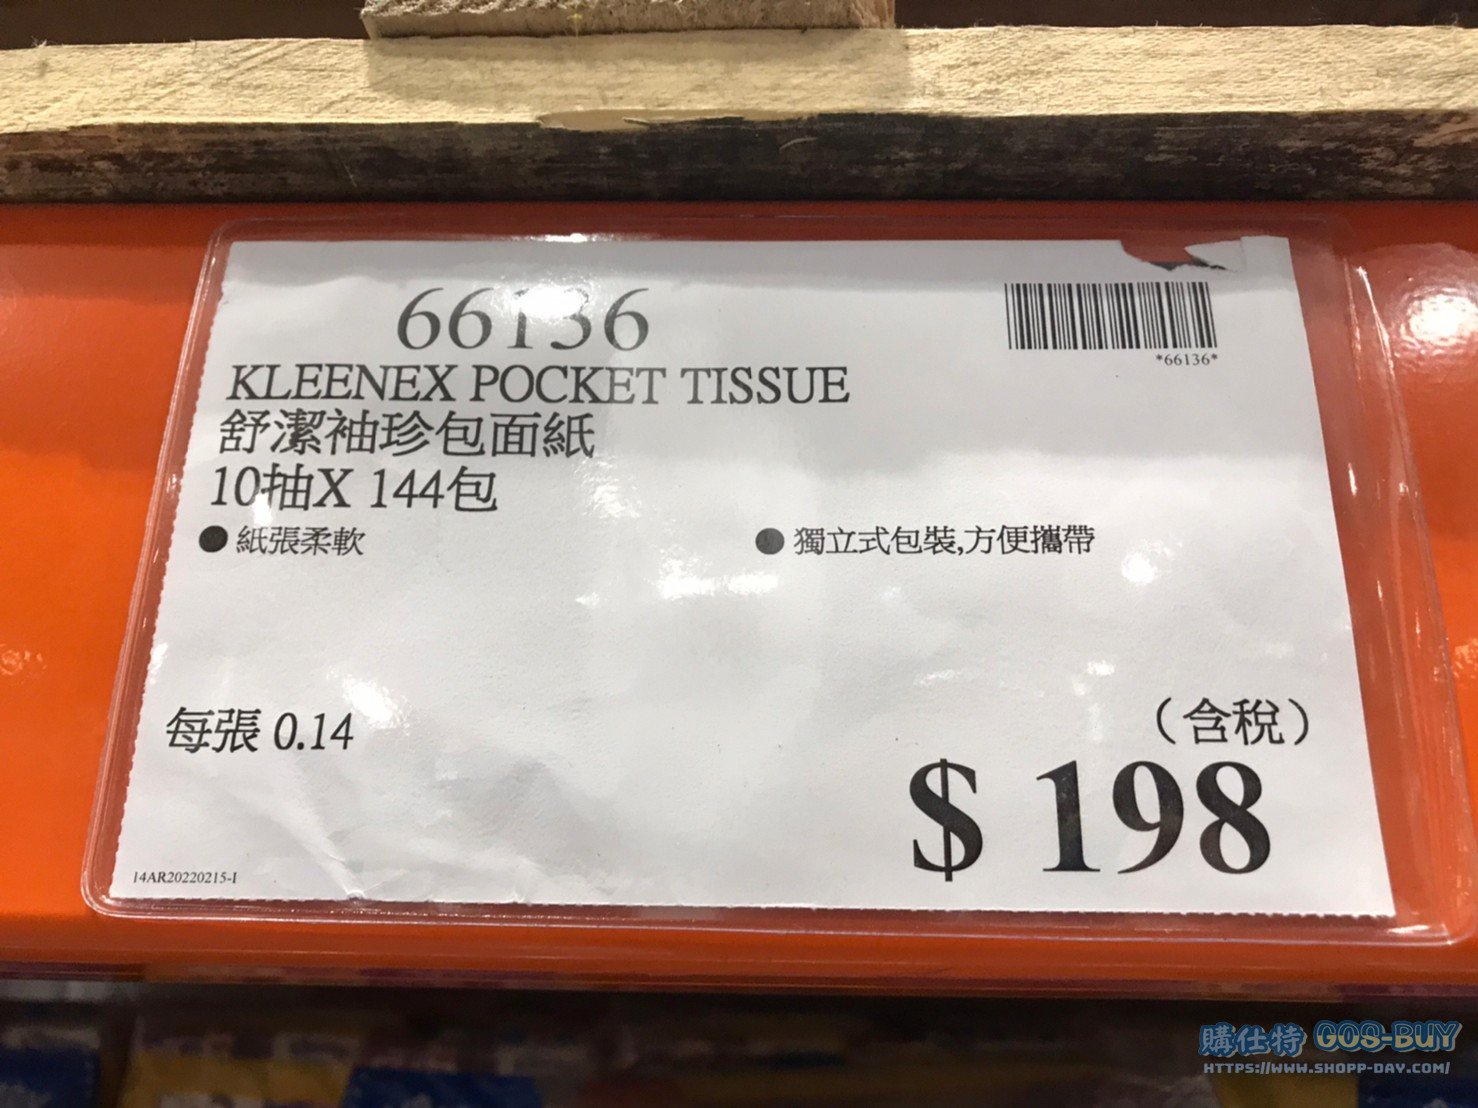 66136
*66136*
KLEENEX POCKET TISSUE
舒潔袖珍包面紙
10抽X 144包
● 紙張柔軟
● 獨立式包裝,方便攜帶
每張 0.14
（含稅）
$ 198
14AR20220215-I
購仕特 GOS-BUY
HTTPS://WWW.SHOPP-DAY.COM/